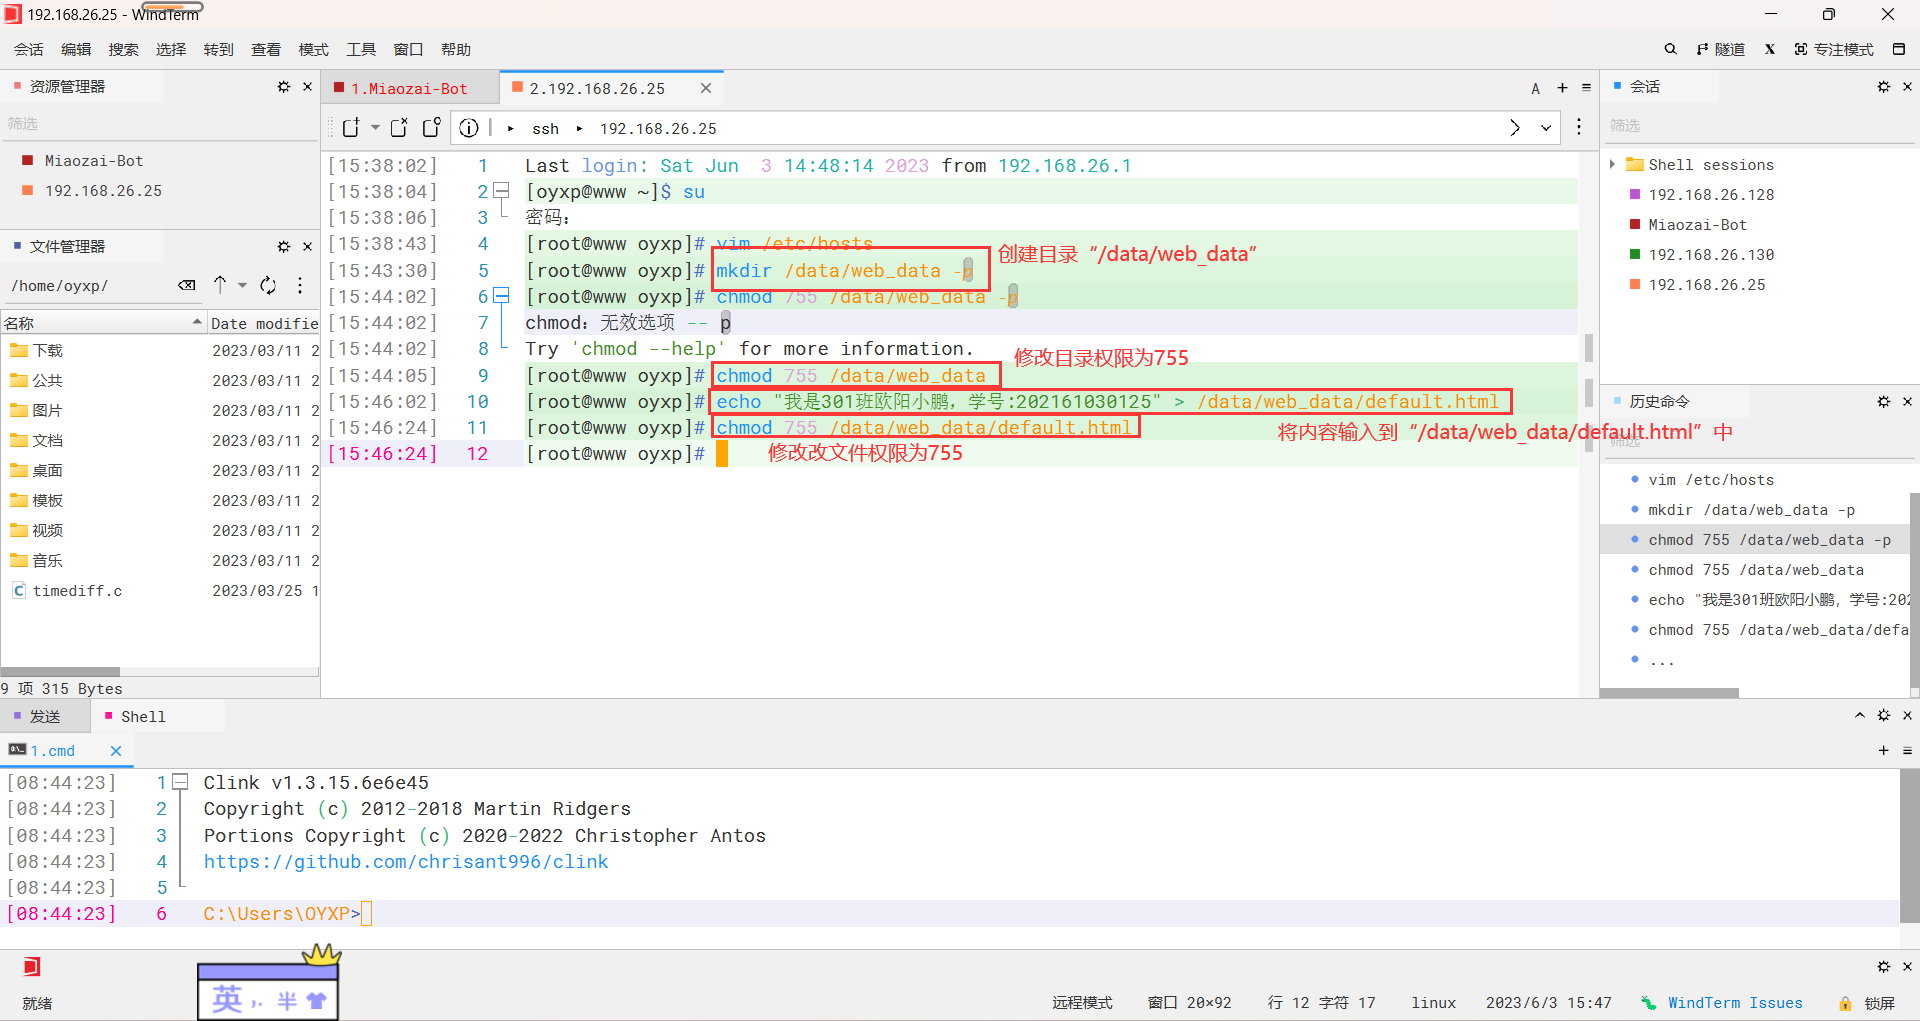 192.168.26.25 - WindTerm
会话 编辑 搜索 选择 转到 查看 模式 工具 窗口 帮助
隧道 X 专注模式
资源管理器
筛选
Miaozai-Bot
192.168.26.25
文件管理器
/home/oyxp/
名称 Date modifie
下载 2023/03/11 2
公共 2023/03/11 2
图片 2023/03/11 2
文档 2023/03/11 2
桌面 2023/03/11 2
模板 2023/03/11 2
视频 2023/03/11 2
音乐 2023/03/11 2
timediff.c 2023/03/25 1
9 项 315 Bytes
1.Miaozai-Bot 2.192.168.26.25
A
ssh 192.168.26.25
[15:38:02] 1 Last login: Sat Jun  3 14:48:14 2023 from 192.168.26.1
[15:38:04] 2 [oyxp@www ~]$ su
[15:38:06] 3 密码：
[15:38:43] 4 [root@www oyxp]# vim /etc/hosts
[15:43:30] 5 [root@www oyxp]# mkdir /data/web_data -p
创建目录“/data/web_data”
[15:44:02] 6 [root@www oyxp]# chmod 755 /data/web_data -p
[15:44:02] 7 chmod：无效选项 -- p
[15:44:02] 8 Try 'chmod --help' for more information.
修改目录权限为755
[15:44:05] 9 [root@www oyxp]# chmod 755 /data/web_data
[15:46:02] 10 [root@www oyxp]# echo "我是301班欧阳小鹏，学号:202161030125" > /data/web_data/default.html
[15:46:24] 11 [root@www oyxp]# chmod 755 /data/web_data/default.html
将内容输入到“/data/web_data/default.html”中
[15:46:24] 12 [root@www oyxp]#
修改改文件权限为755
会话
筛选
Shell sessions
192.168.26.128
Miaozai-Bot
192.168.26.130
192.168.26.25
历史命令
筛选
vim /etc/hosts
mkdir /data/web_data -p
chmod 755 /data/web_data -p
chmod 755 /data/web_data
echo "我是301班欧阳小鹏，学号:202
chmod 755 /data/web_data/defa
...
发送 Shell
1.cmd
[08:44:23] 1 Clink v1.3.15.6e6e45
[08:44:23] 2 Copyright (c) 2012-2018 Martin Ridgers
[08:44:23] 3 Portions Copyright (c) 2020-2022 Christopher Antos
[08:44:23] 4 https://github.com/chrisant996/clink
[08:44:23] 5
[08:44:23] 6 C:\Users\OYXP>
英 ，. 半
就绪 远程模式 窗口 20×92 行 12 字符 17 linux 2023/6/3 15:47 WindTerm Issues 锁屏